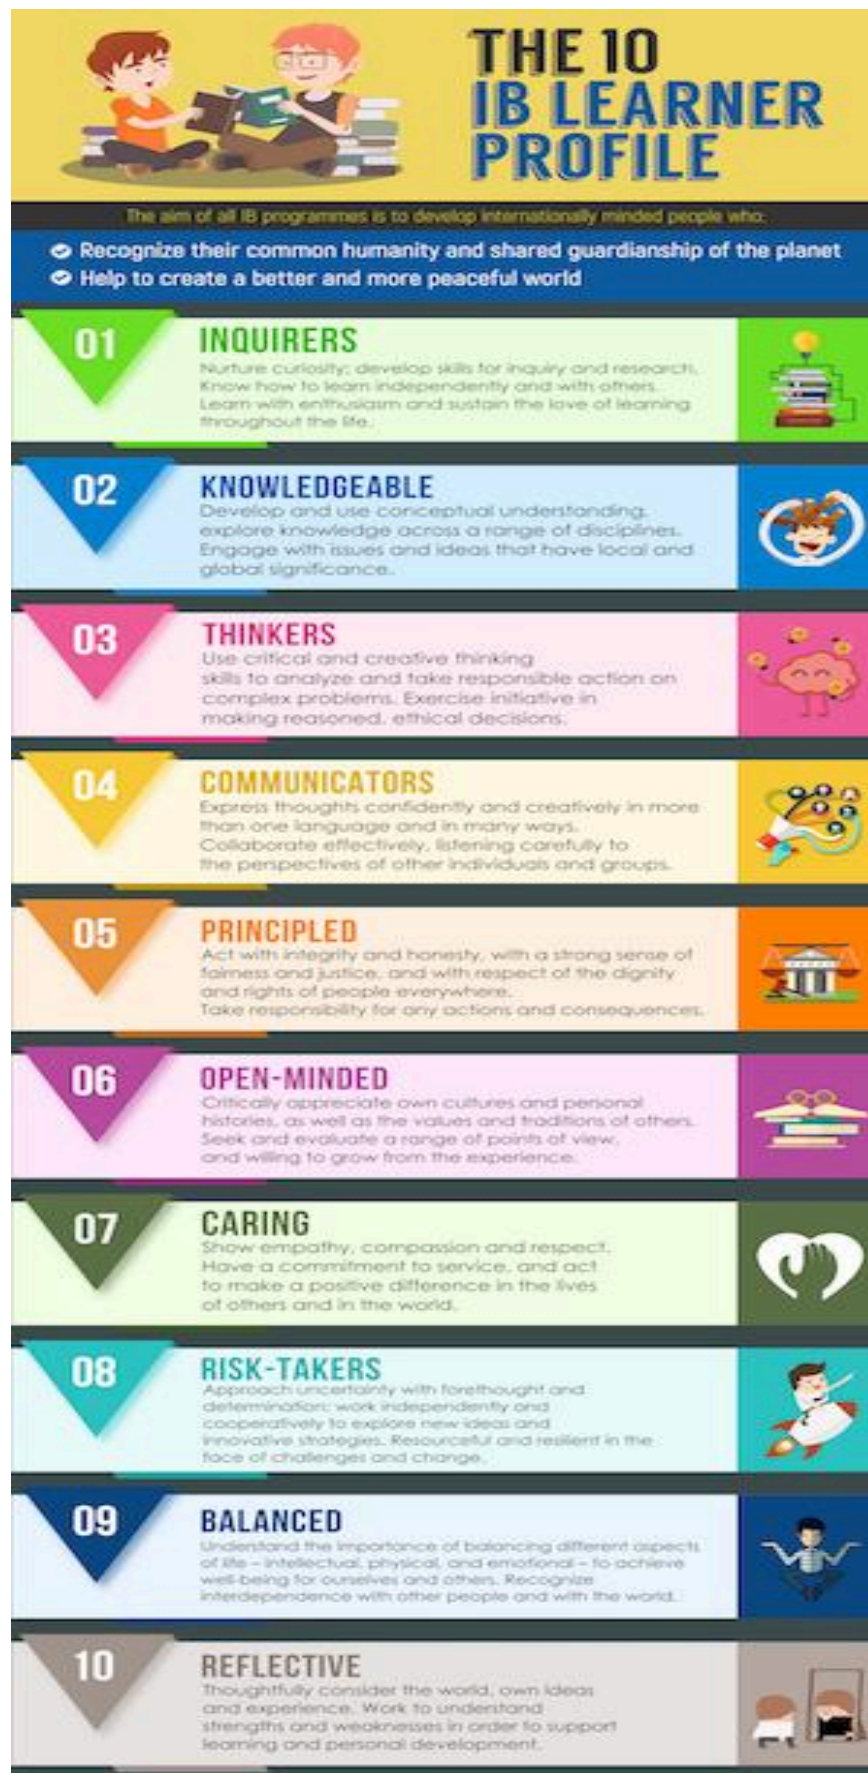 THE 10
IB LEARNER
PROFILE
The aim of all IB programmes is to develop internationally minded people who:
Recognize their common humanity and shared guardianship of the planet
Help to create a better and more peaceful world
01
INQUIRERS
Nurture curiosity; develop skills for inquiry and research.
Know how to learn independently and with others.
Learn with enthusiasm and sustain the love of learning
throughout the life.
02
KNOWLEDGEABLE
Develop and use conceptual understanding,
explore knowledge across a range of disciplines.
Engage with issues and ideas that have local and
global significance.
03
THINKERS
Use critical and creative thinking
skills to analyze and take responsible action on
complex problems. Exercise initiative in
making reasoned, ethical decisions.
04
COMMUNICATORS
Express thoughts confidently and creatively in more
than one language and in many ways.
Collaborate effectively, listening carefully to
the perspectives of other individuals and groups.
05
PRINCIPLED
Act with integrity and honesty, with a strong sense of
fairness and justice, and with respect of the dignity
and rights of people everywhere.
Take responsibility for any actions and consequences.
06
OPEN-MINDED
Critically appreciate own cultures and personal
histories, as well as the values and traditions of others.
Seek and evaluate a range of points of view,
and willing to grow from the experience.
07
CARING
Show empathy, compassion and respect.
Have a commitment to service, and act
to make a positive difference in the lives
of others and in the world.
08
RISK-TAKERS
Approach uncertainty with forethought and
determination; work independently and
cooperatively to explore new ideas and
innovative strategies. Resourceful and resilient in the
face of challenges and change.
09
BALANCED
Understand the importance of balancing different aspects
of life – intellectual, physical, and emotional – to achieve
well-being for ourselves and others. Recognize
interdependence with other people and with the world.
10
REFLECTIVE
Thoughtfully consider the world, own ideas
and experience. Work to understand
strengths and weaknesses in order to support
learning and personal development.